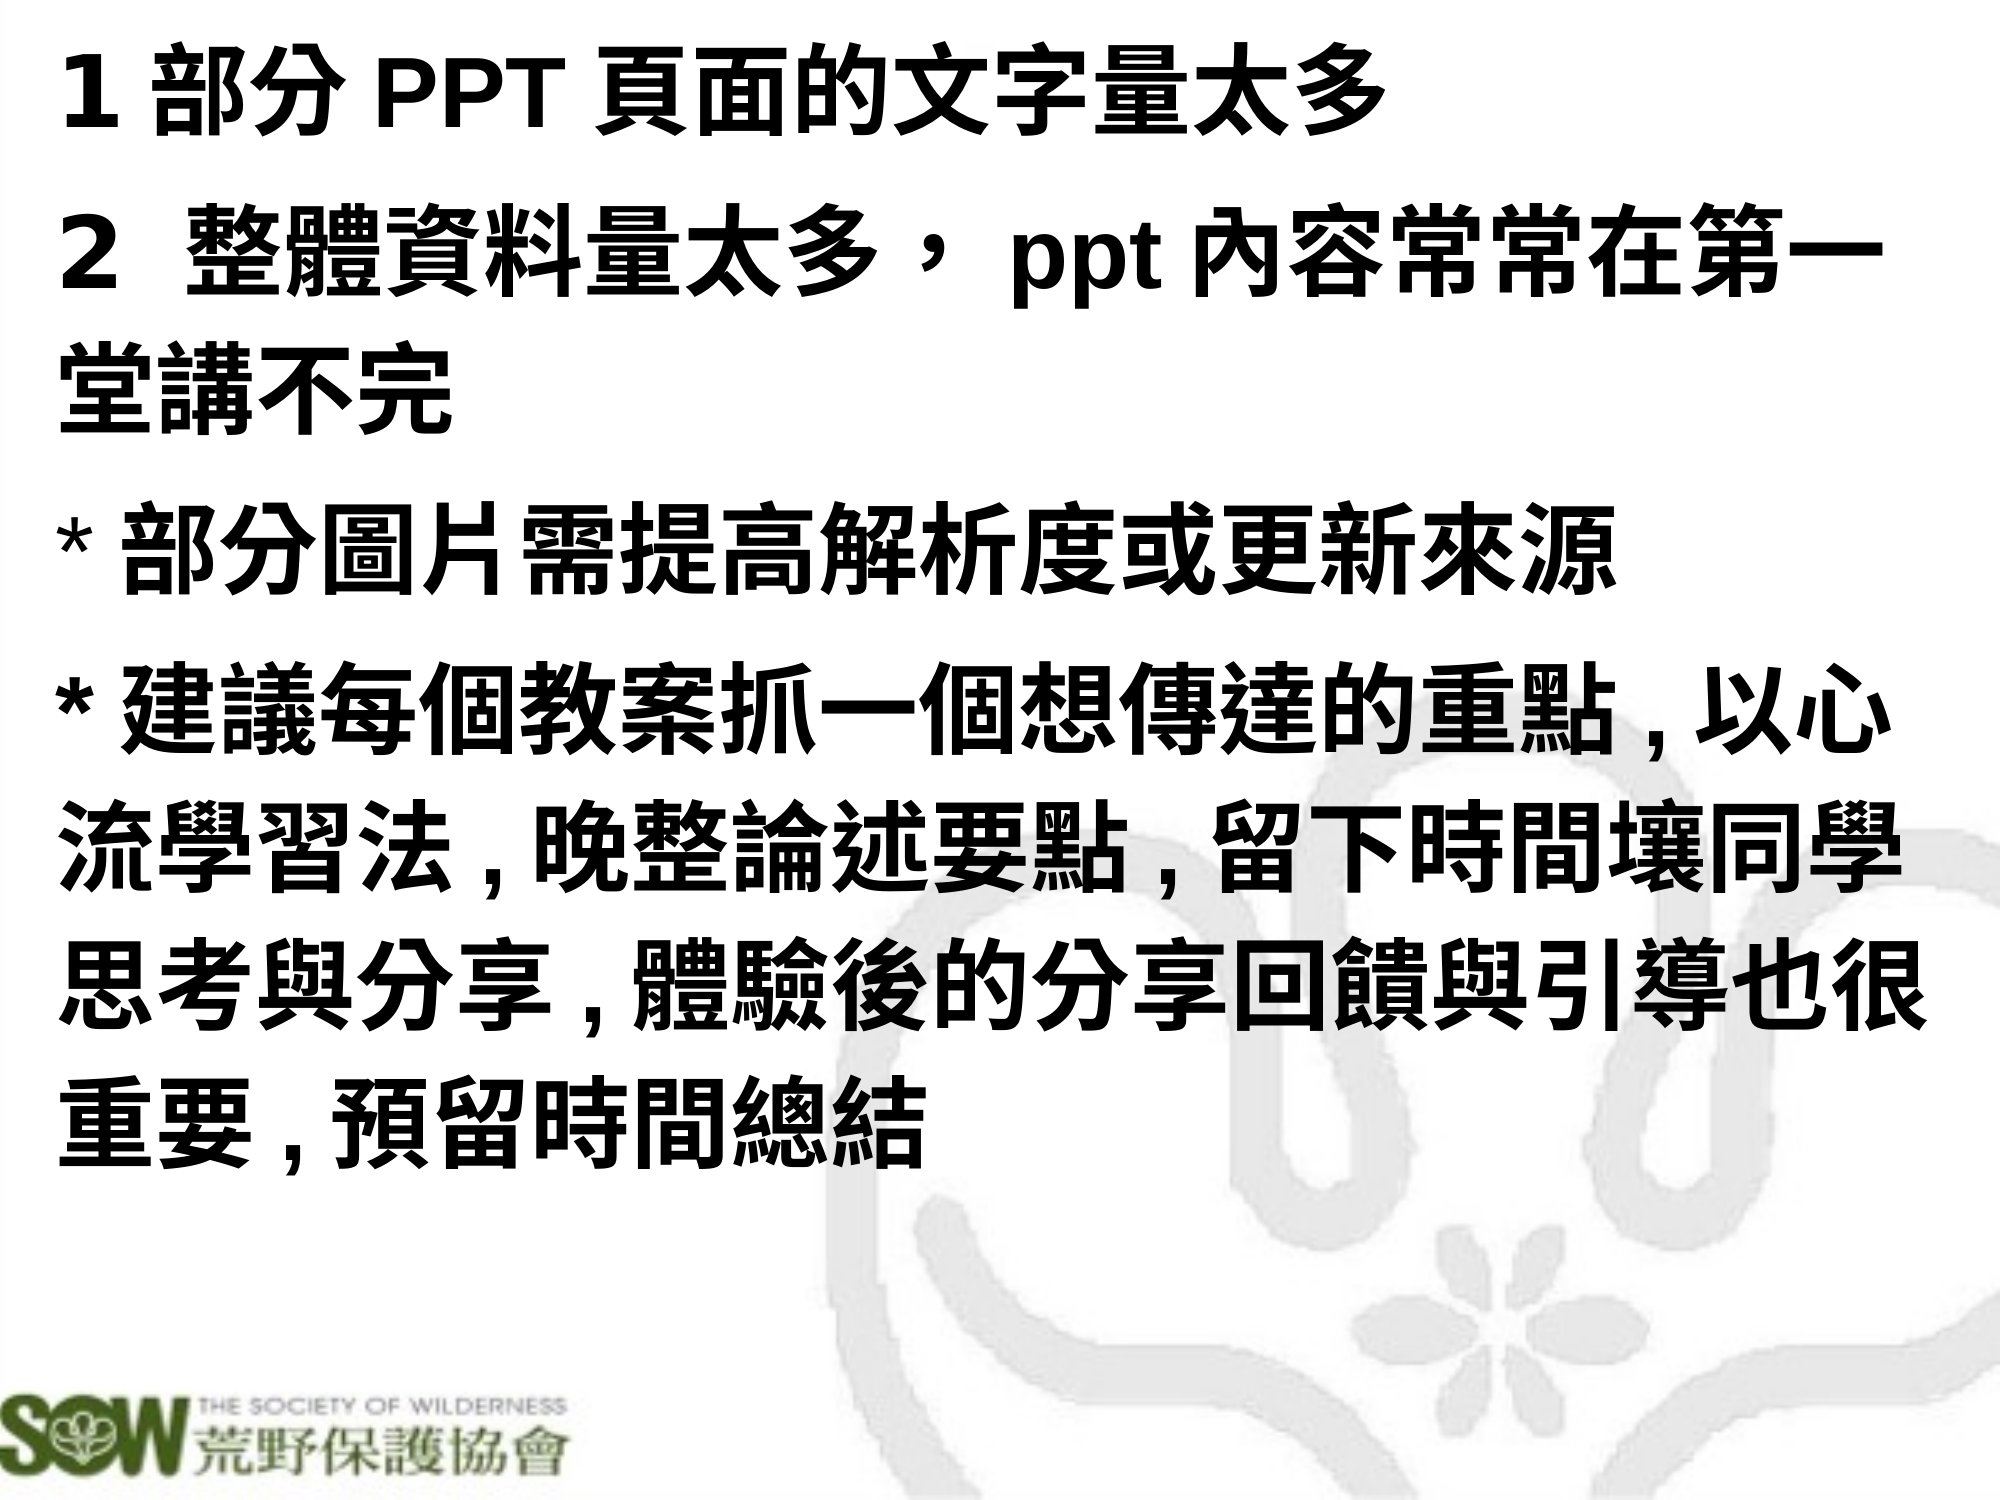 1 部分 PPT 頁面的文字量太多
2 整體資料量太多， ppt 內容常常在第一
堂講不完
* 部分圖片需提高解析度或更新來源
* 建議每個教案抓一個想傳達的重點 , 以心
流學習法 , 晚整論述要點 , 留下時間壤同學
思考與分享 , 體驗後的分享回饋與引導也很
重要 , 預留時間總結
SOW THE SOCIETY OF WILDERNESS
荒野保護協會